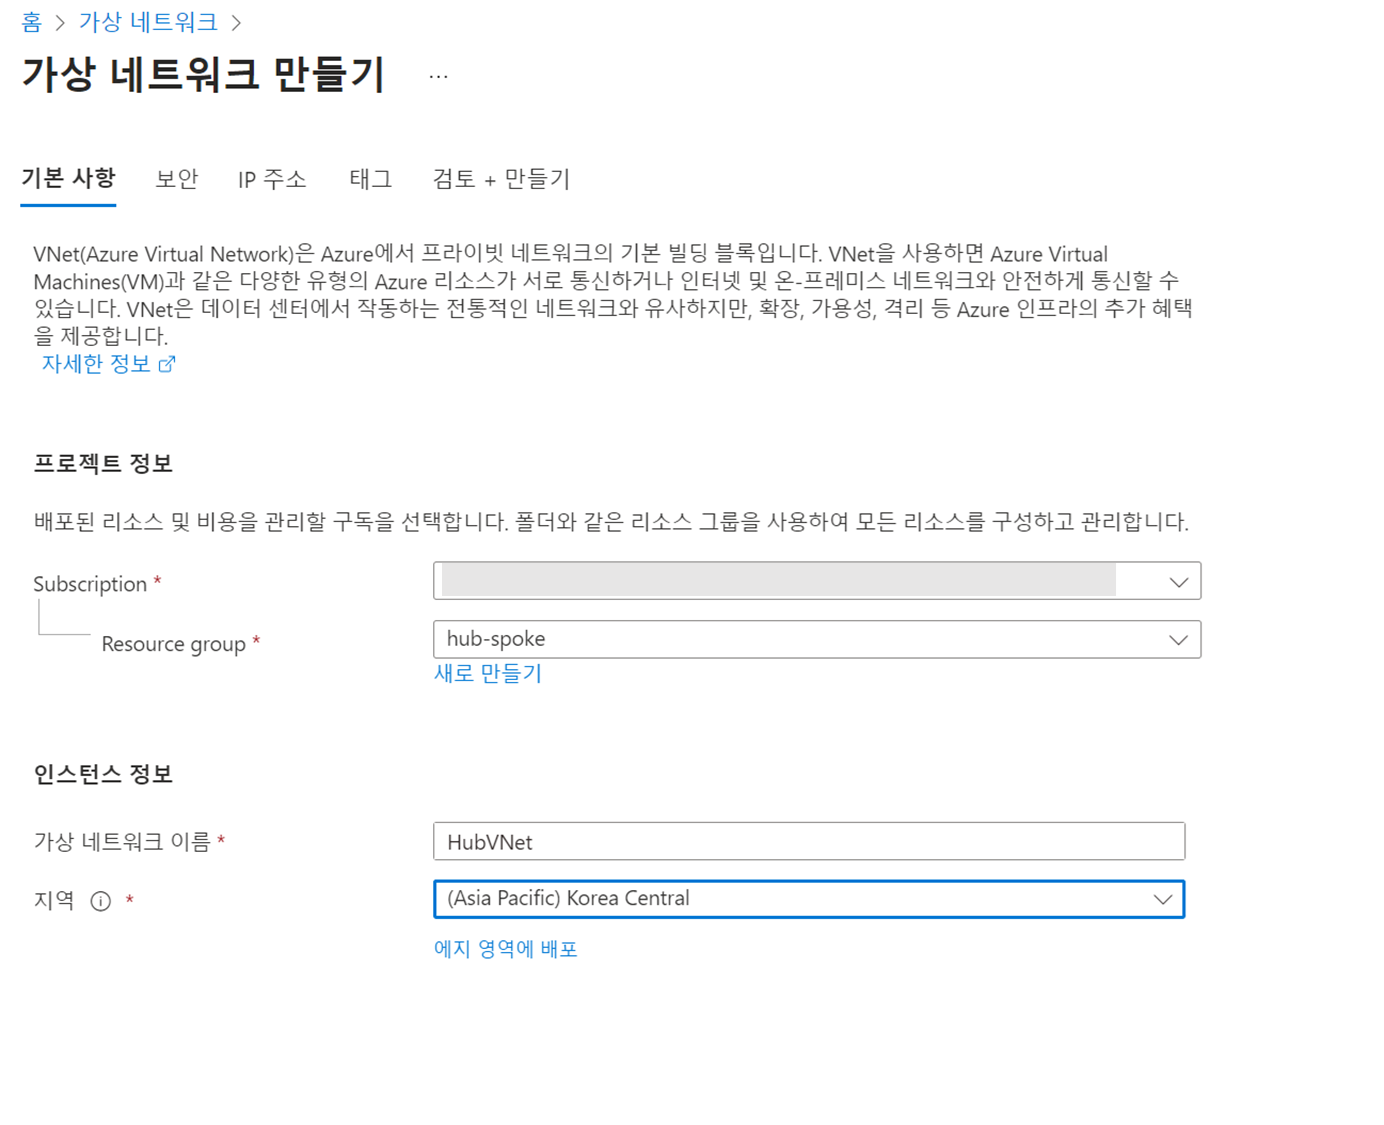 홈 > 가상 네트워크 >
가상 네트워크 만들기 ...
기본 사항 보안 IP 주소 태그 검토 + 만들기
VNet(Azure Virtual Network)은 Azure에서 프라이빗 네트워크의 기본 빌딩 블록입니다. VNet을 사용하면 Azure Virtual
Machines(VM)과 같은 다양한 유형의 Azure 리소스가 서로 통신하거나 인터넷 및 온-프레미스 네트워크와 안전하게 통신할 수
있습니다. VNet은 데이터 센터에서 작동하는 전통적인 네트워크와 유사하지만, 확장, 가용성, 격리 등 Azure 인프라의 추가 혜택
을 제공합니다.
자세한 정보
프로젝트 정보
배포된 리소스 및 비용을 관리할 구독을 선택합니다. 폴더와 같은 리소스 그룹을 사용하여 모든 리소스를 구성하고 관리합니다.
Subscription *
Resource group * hub-spoke
새로 만들기
인스턴스 정보
가상 네트워크 이름 * HubVNet
지역 * (Asia Pacific) Korea Central
에지 영역에 배포